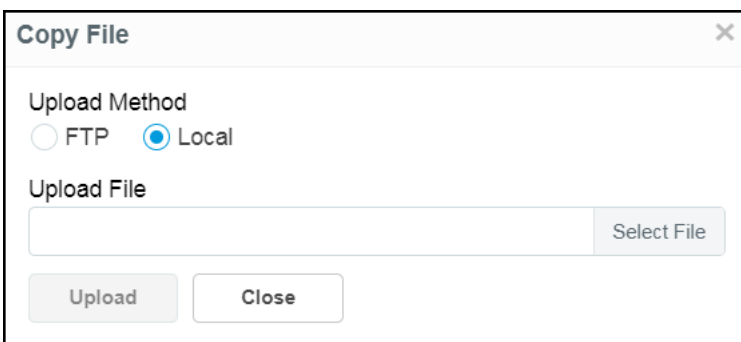 Copy File ×
Upload Method
FTP Local
Upload File
Select File
Upload Close